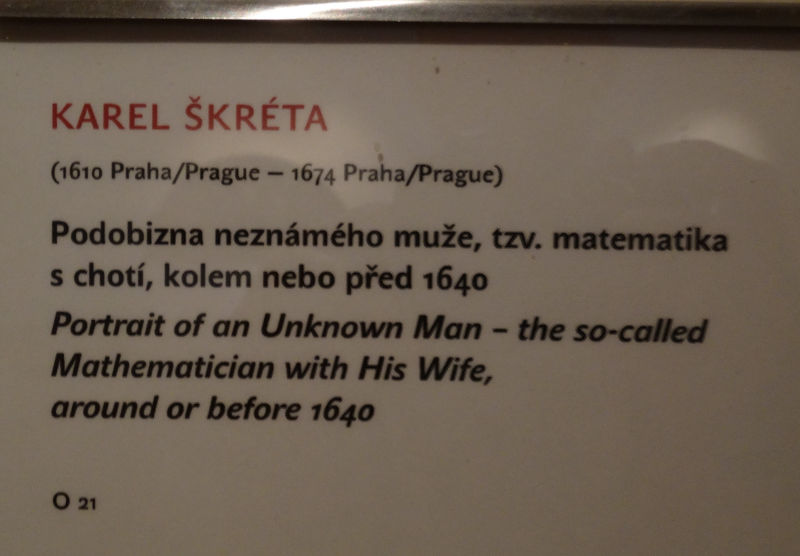 KAREL ŠKRÉTA
(1610 Praha/Prague – 1674 Praha/Prague)
Podobizna neznámého muže, tzv. matematika
s chotí, kolem nebo před 1640
Portrait of an Unknown Man – the so-called
Mathematician with His Wife,
around or before 1640
O 21